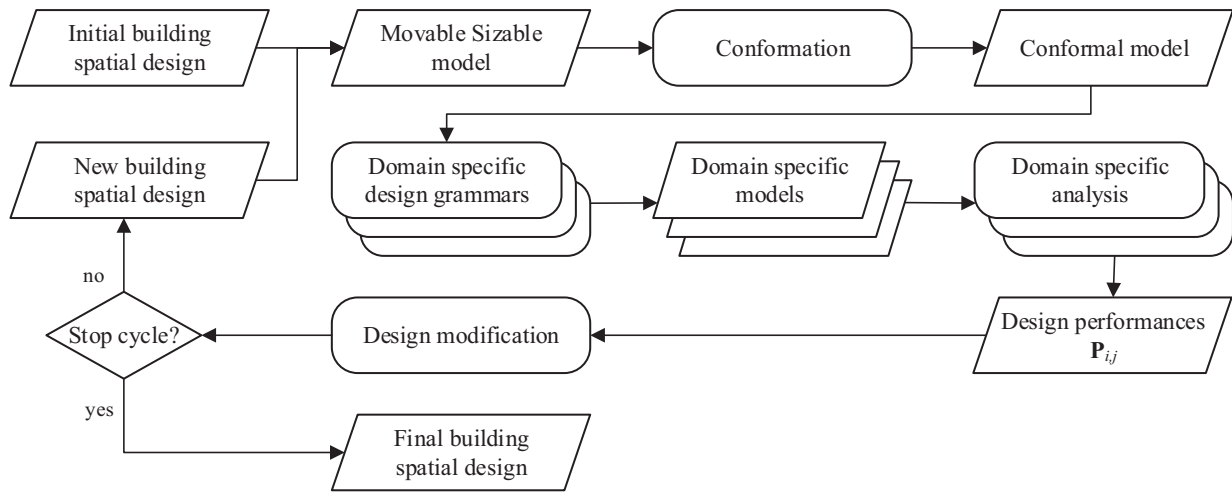 Initial building
spatial design
Movable Sizable
model
Conformation
Conformal model
New building
spatial design
Domain specific
design grammars
Domain specific
models
Domain specific
analysis
no
Stop cycle?
Design modification
Design performances
P_{i,j}
yes
Final building
spatial design